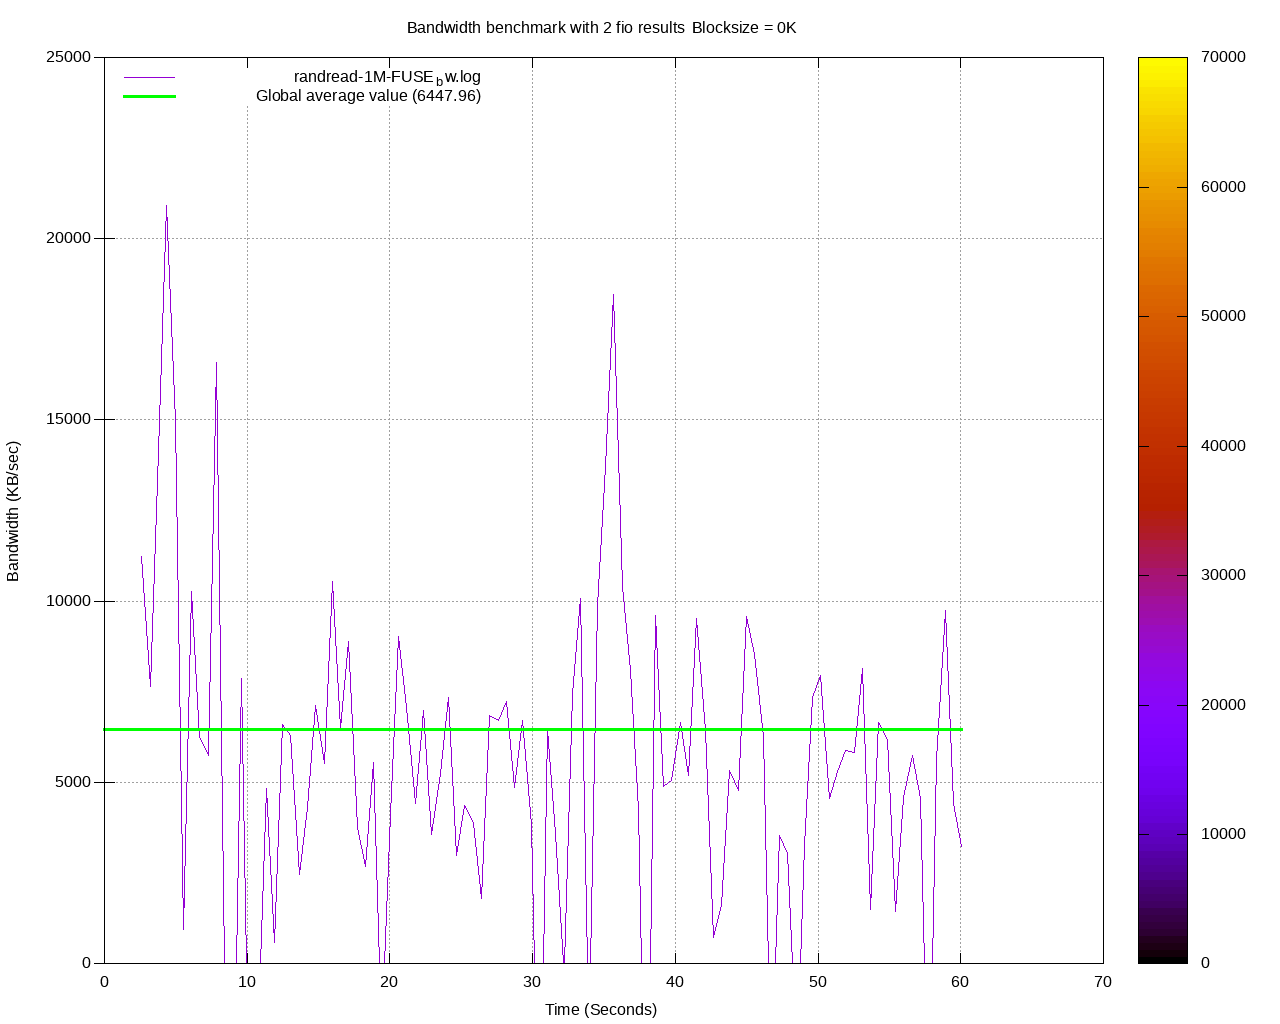 Bandwidth benchmark with 2 fio results Blocksize = 0K
randread-1M-FUSE_bw.log
Global average value (6447.96)
Bandwidth (KB/sec)
25000
20000
15000
10000
5000
0
0 10 20 30 40 50 60 70
Time (Seconds)
70000
60000
50000
40000
30000
20000
10000
0